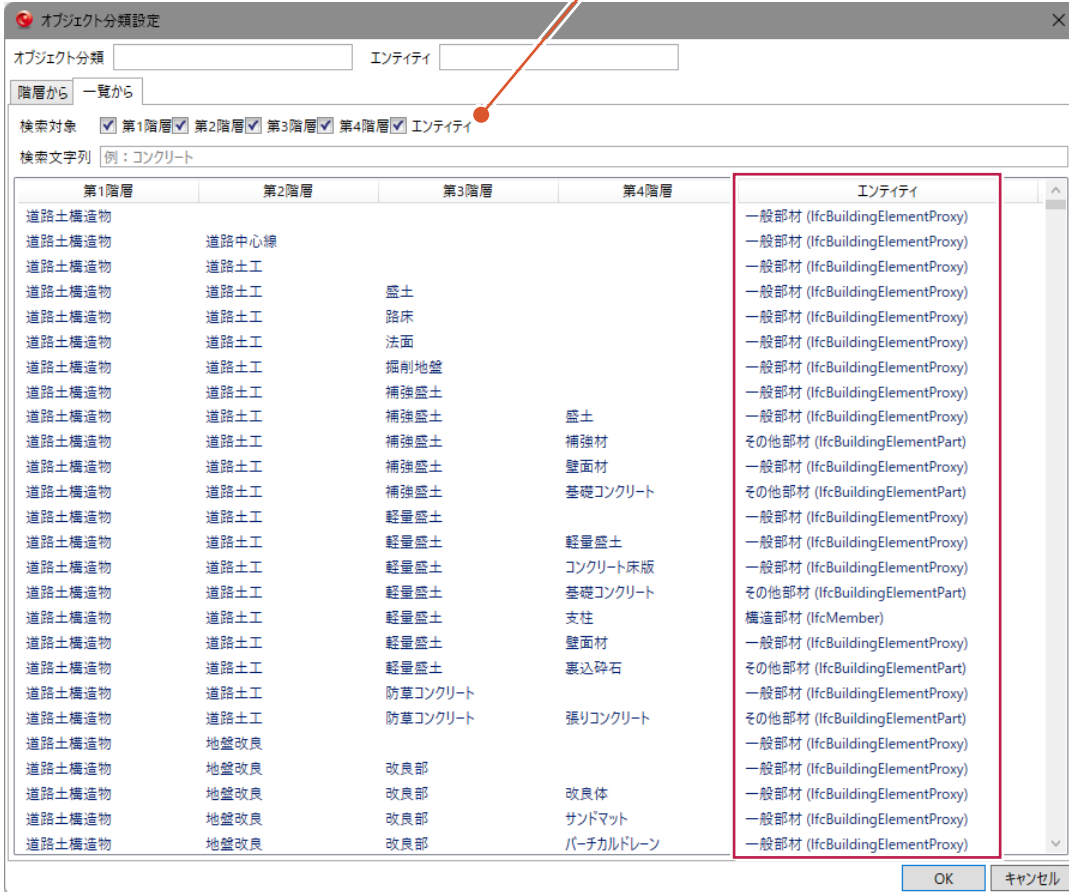 オブジェクト分類設定
オブジェクト分類 エンティティ
階層から 一覧から
検索対象 第1階層 第2階層 第3階層 第4階層 エンティティ
検索文字列 例：コンクリート
第1階層 第2階層 第3階層 第4階層 エンティティ
道路土構造物 一般部材 (IfcBuildingElementProxy)
道路土構造物 道路中心線 一般部材 (IfcBuildingElementProxy)
道路土構造物 道路土工 一般部材 (IfcBuildingElementProxy)
道路土構造物 道路土工 盛土 一般部材 (IfcBuildingElementProxy)
道路土構造物 道路土工 路床 一般部材 (IfcBuildingElementProxy)
道路土構造物 道路土工 法面 一般部材 (IfcBuildingElementProxy)
道路土構造物 道路土工 掘削地盤 一般部材 (IfcBuildingElementProxy)
道路土構造物 道路土工 補強盛土 一般部材 (IfcBuildingElementProxy)
道路土構造物 道路土工 補強盛土 盛土 一般部材 (IfcBuildingElementProxy)
道路土構造物 道路土工 補強盛土 補強材 その他部材 (IfcBuildingElementPart)
道路土構造物 道路土工 補強盛土 壁面材 一般部材 (IfcBuildingElementProxy)
道路土構造物 道路土工 補強盛土 基礎コンクリート その他部材 (IfcBuildingElementPart)
道路土構造物 道路土工 軽量盛土 一般部材 (IfcBuildingElementProxy)
道路土構造物 道路土工 軽量盛土 軽量盛土 一般部材 (IfcBuildingElementProxy)
道路土構造物 道路土工 軽量盛土 コンクリート床版 一般部材 (IfcBuildingElementProxy)
道路土構造物 道路土工 軽量盛土 基礎コンクリート その他部材 (IfcBuildingElementPart)
道路土構造物 道路土工 軽量盛土 支柱 構造部材 (IfcMember)
道路土構造物 道路土工 軽量盛土 壁面材 一般部材 (IfcBuildingElementProxy)
道路土構造物 道路土工 軽量盛土 裏込砕石 その他部材 (IfcBuildingElementPart)
道路土構造物 道路土工 防草コンクリート 一般部材 (IfcBuildingElementProxy)
道路土構造物 道路土工 防草コンクリート 張りコンクリート その他部材 (IfcBuildingElementPart)
道路土構造物 地盤改良 一般部材 (IfcBuildingElementProxy)
道路土構造物 地盤改良 改良部 一般部材 (IfcBuildingElementProxy)
道路土構造物 地盤改良 改良部 改良体 一般部材 (IfcBuildingElementProxy)
道路土構造物 地盤改良 改良部 サンドマット 一般部材 (IfcBuildingElementProxy)
道路土構造物 地盤改良 改良部 バーチカルドレーン 一般部材 (IfcBuildingElementProxy)
OK キャンセル